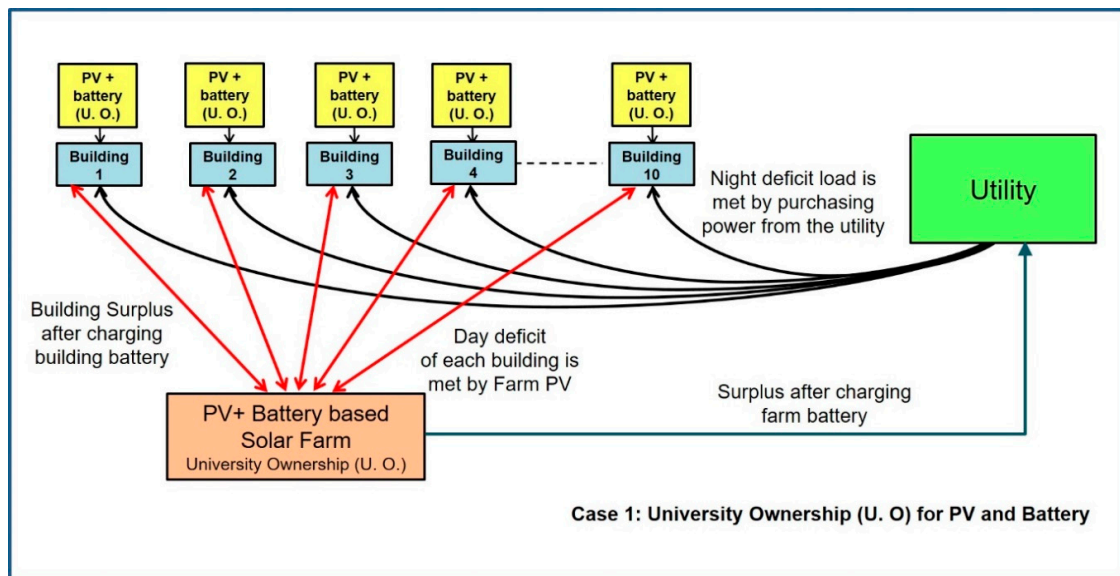 PV +
battery
(U. O.)
PV +
battery
(U. O.)
PV +
battery
(U. O.)
PV +
battery
(U. O.)
PV +
battery
(U. O.)
Building
1
Building
2
Building
3
Building
4
Building
10
Night deficit load is
met by purchasing
power from the utility
Utility
Building Surplus
after charging
building battery
Day deficit
of each building is
met by Farm PV
PV+ Battery based
Solar Farm
University Ownership (U. O.)
Surplus after charging
farm battery
Case 1: University Ownership (U. O) for PV and Battery